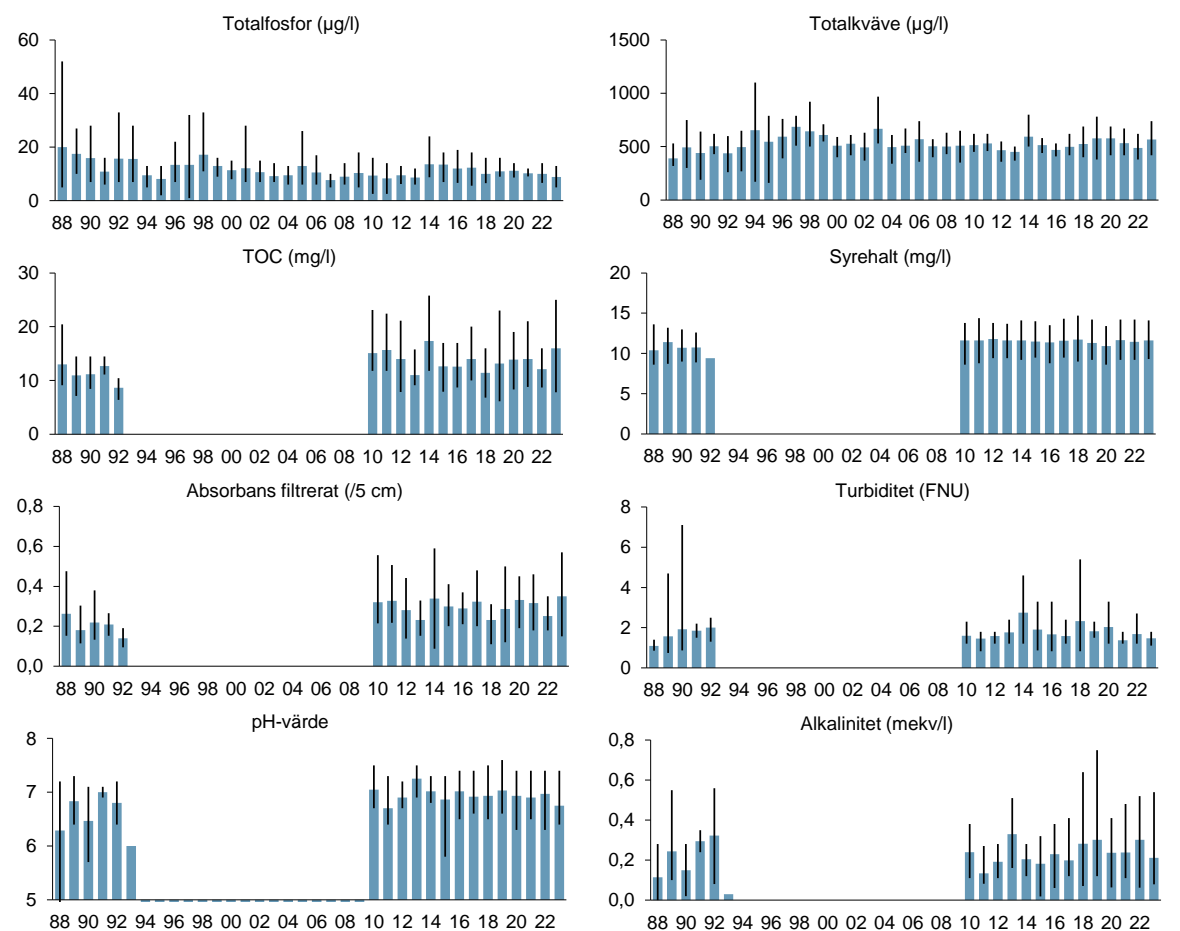 Totalfosfor (µg/l)
60
40
20
0
88 90 92 94 96 98 00 02 04 06 08 10 12 14 16 18 20 22
Totalkväve (µg/l)
1500
1000
500
0
88 90 92 94 96 98 00 02 04 06 08 10 12 14 16 18 20 22
TOC (mg/l)
30
20
10
0
88 90 92 94 96 98 00 02 04 06 08 10 12 14 16 18 20 22
Syrehalt (mg/l)
20
15
10
5
0
88 90 92 94 96 98 00 02 04 06 08 10 12 14 16 18 20 22
Absorbans filtrerat (/5 cm)
0,8
0,6
0,4
0,2
0,0
88 90 92 94 96 98 00 02 04 06 08 10 12 14 16 18 20 22
Turbiditet (FNU)
8
6
4
2
0
88 90 92 94 96 98 00 02 04 06 08 10 12 14 16 18 20 22
pH-värde
8
7
6
5
88 90 92 94 96 98 00 02 04 06 08 10 12 14 16 18 20 22
Alkalinitet (mekv/l)
0,8
0,6
0,4
0,2
0,0
88 90 92 94 96 98 00 02 04 06 08 10 12 14 16 18 20 22